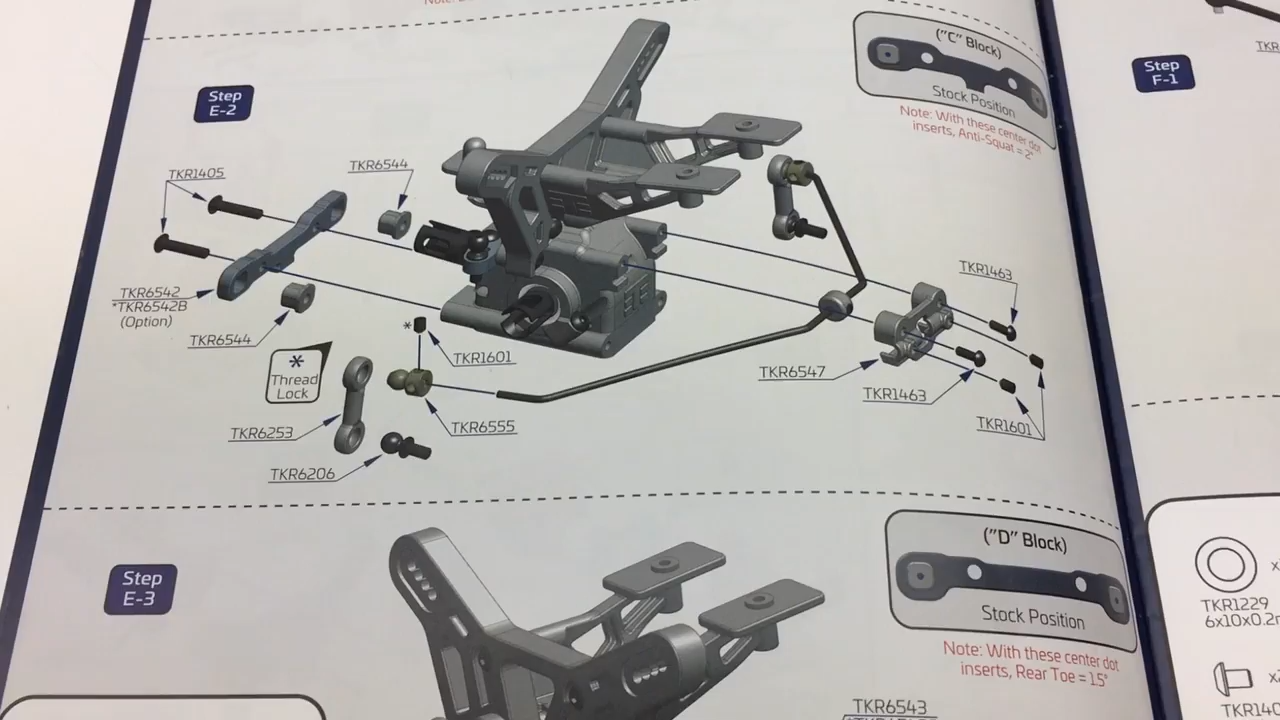 Step
E-2
("C" Block)
Stock Position
Note: With these center dot
inserts, Anti-Squat = 2°
Step
F-1
TKR1405
TKR6544
TKR6542
*TKR6542B
(Option)
TKR6544
*
Thread
Lock
*
TKR1601
TKR6253
TKR6555
TKR6206
TKR1463
TKR6547
TKR1463
TKR1601
Step
E-3
("D" Block)
Stock Position
Note: With these center dot
inserts, Rear Toe = 1.5°
TKR6543
TKR1229